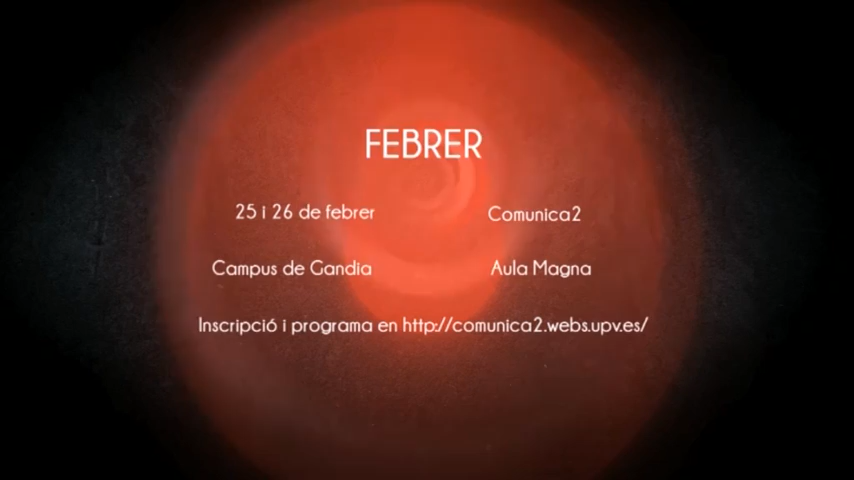 FEBRER
25 i 26 de febrer
Comunica2
Campus de Gandia
Aula Magna
Inscripció i programa en http://comunica2.webs.upv.es/